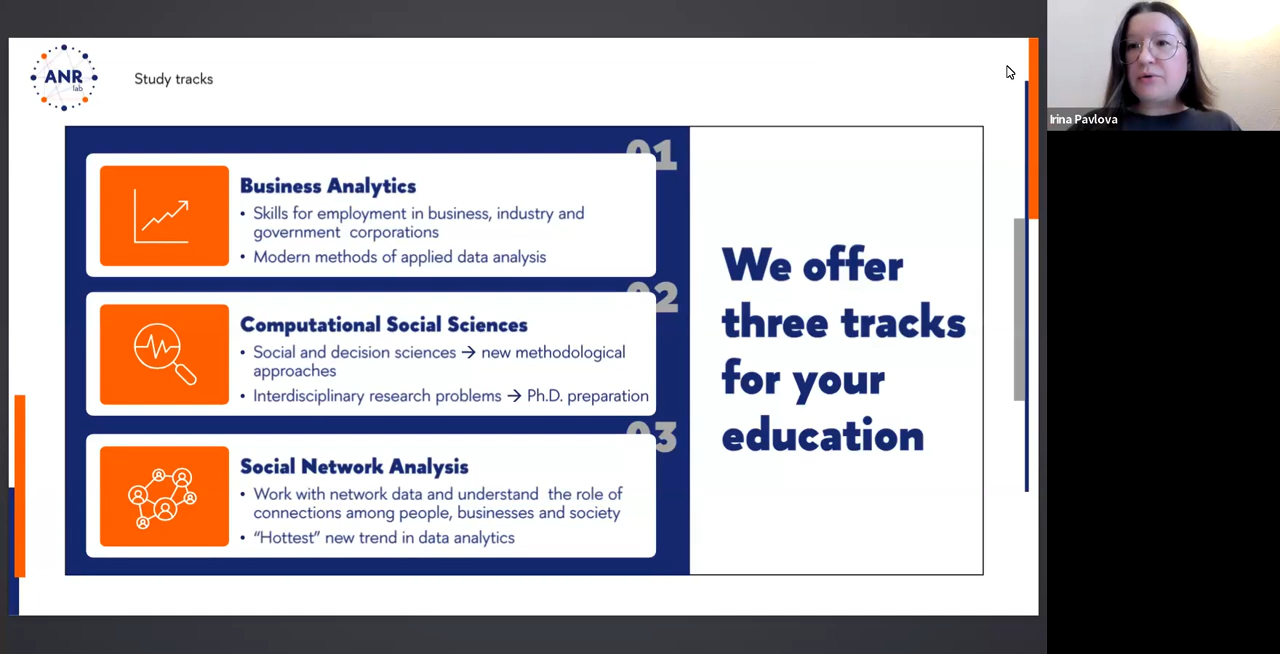 ANR
lab
Study tracks
01
Business Analytics
• Skills for employment in business, industry and
government corporations
• Modern methods of applied data analysis
02
Computational Social Sciences
• Social and decision sciences → new methodological
approaches
• Interdisciplinary research problems → Ph.D. preparation
03
Social Network Analysis
• Work with network data and understand the role of
connections among people, businesses and society
• “Hottest” new trend in data analytics
We offer
three tracks
for your
education
Irina Pavlova